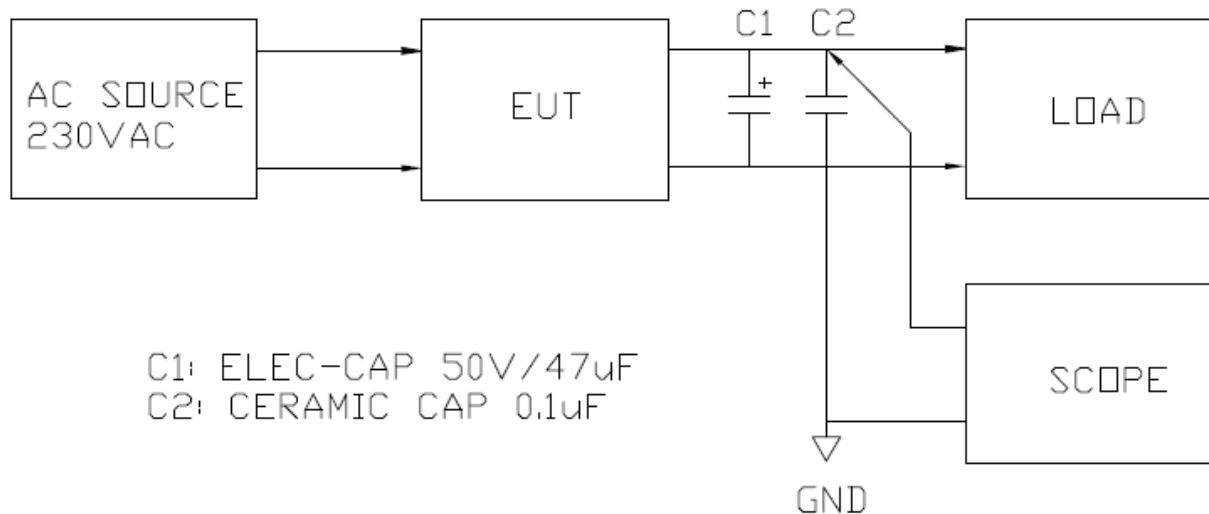 C1 C2
AC SOURCE
230VAC
EUT
+
LOAD
C1: ELEC-CAP 50V/47uF
C2: CERAMIC CAP 0.1uF
SCOPE
GND